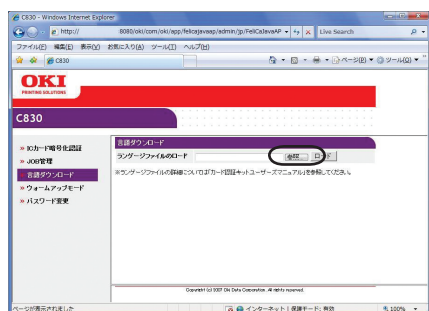 C830 - Windows Internet Explorer
http://
8080/oki/com/oki/app/felicajavaap/admin/jp/FeliCaJavaAP
Live Search
ファイル(F) 編集(E) 表示(V) お気に入り(A) ツール(T) ヘルプ(H)
C830
ページ(P) ツール(O)
OKI
PRINTING SOLUTIONS
C830
» ICカード暗号化認証
» JOB管理
言語ダウンロード
» ウォームアップモード
» パスワード変更
言語ダウンロード
ランゲージファイルのロード
参照... ロード
※ランゲージファイルの詳細については「カード認証キットユーザーズマニュアル」を参照してください。
Copyright (c) 2007 Oki Data Corporation. All rights reserved.
ページが表示されました
インターネット | 保護モード: 有効
100%